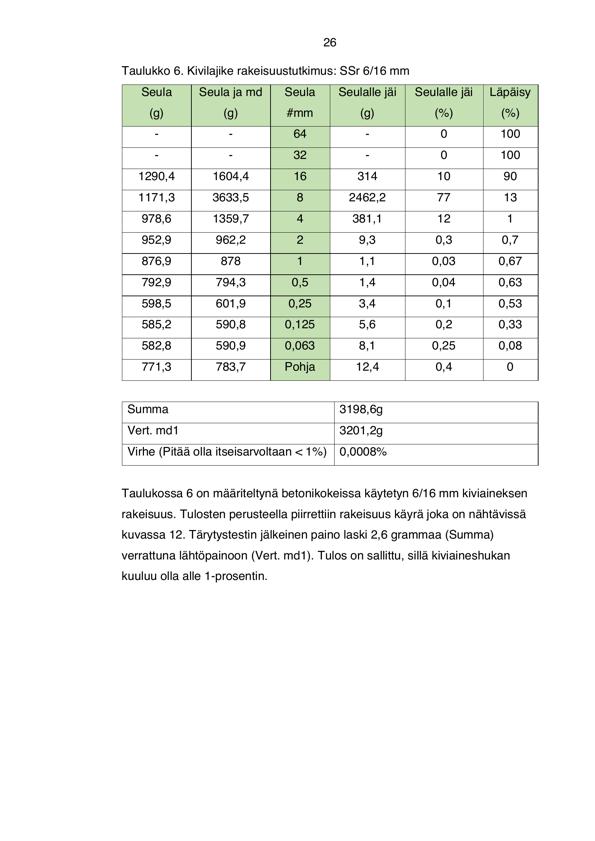 26
Taulukko 6. Kivilajike rakeisuustutkimus: SSr 6/16 mm
Seula Seula ja md Seula Seulalle jäi Seulalle jäi Läpäisy
(g) (g) #mm (g) (%) (%)
- - 64 - 0 100
- - 32 - 0 100
1290,4 1604,4 16 314 10 90
1171,3 3633,5 8 2462,2 77 13
978,6 1359,7 4 381,1 12 1
952,9 962,2 2 9,3 0,3 0,7
876,9 878 1 1,1 0,03 0,67
792,9 794,3 0,5 1,4 0,04 0,63
598,5 601,9 0,25 3,4 0,1 0,53
585,2 590,8 0,125 5,6 0,2 0,33
582,8 590,9 0,063 8,1 0,25 0,08
771,3 783,7 Pohja 12,4 0,4 0
Summa 3198,6g
Vert. md1 3201,2g
Virhe (Pitää olla itseisarvoltaan < 1%) 0,0008%
Taulukossa 6 on määriteltynä betonikokeissa käytetyn 6/16 mm kiviaineksen
rakeisuus. Tulosten perusteella piirrettiin rakeisuus käyrä joka on nähtävissä
kuvassa 12. Tärytystestin jälkeinen paino laski 2,6 grammaa (Summa)
verrattuna lähtöpainoon (Vert. md1). Tulos on sallittu, sillä kiviaineshukan
kuuluu olla alle 1-prosentin.